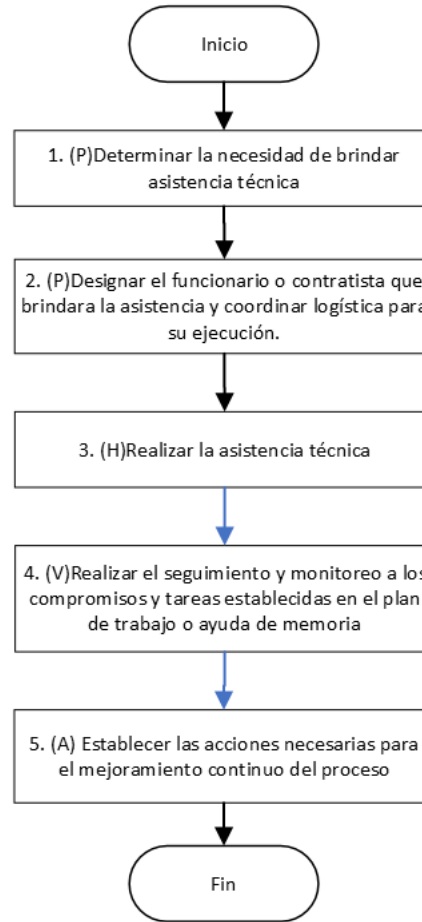 Inicio
1. (P)Determinar la necesidad de brindar
asistencia técnica
2. (P)Designar el funcionario o contratista que
brindara la asistencia y coordinar logística para
su ejecución.
3. (H)Realizar la asistencia técnica
4. (V)Realizar el seguimiento y monitoreo a los
compromisos y tareas establecidas en el plan
de trabajo o ayuda de memoria
5. (A) Establecer las acciones necesarias para
el mejoramiento continuo del proceso
Fin